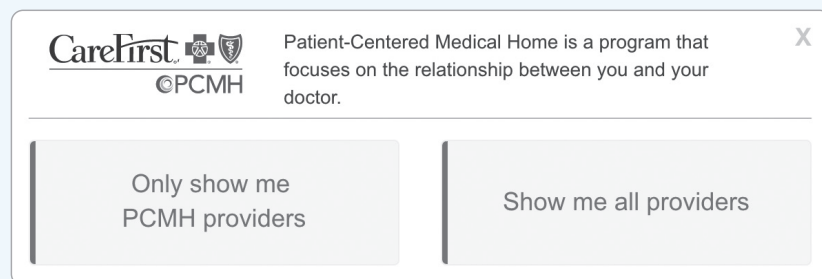 CareFirst
PCMH
Patient-Centered Medical Home is a program that
focuses on the relationship between you and your
doctor.
X
Only show me
PCMH providers
Show me all providers